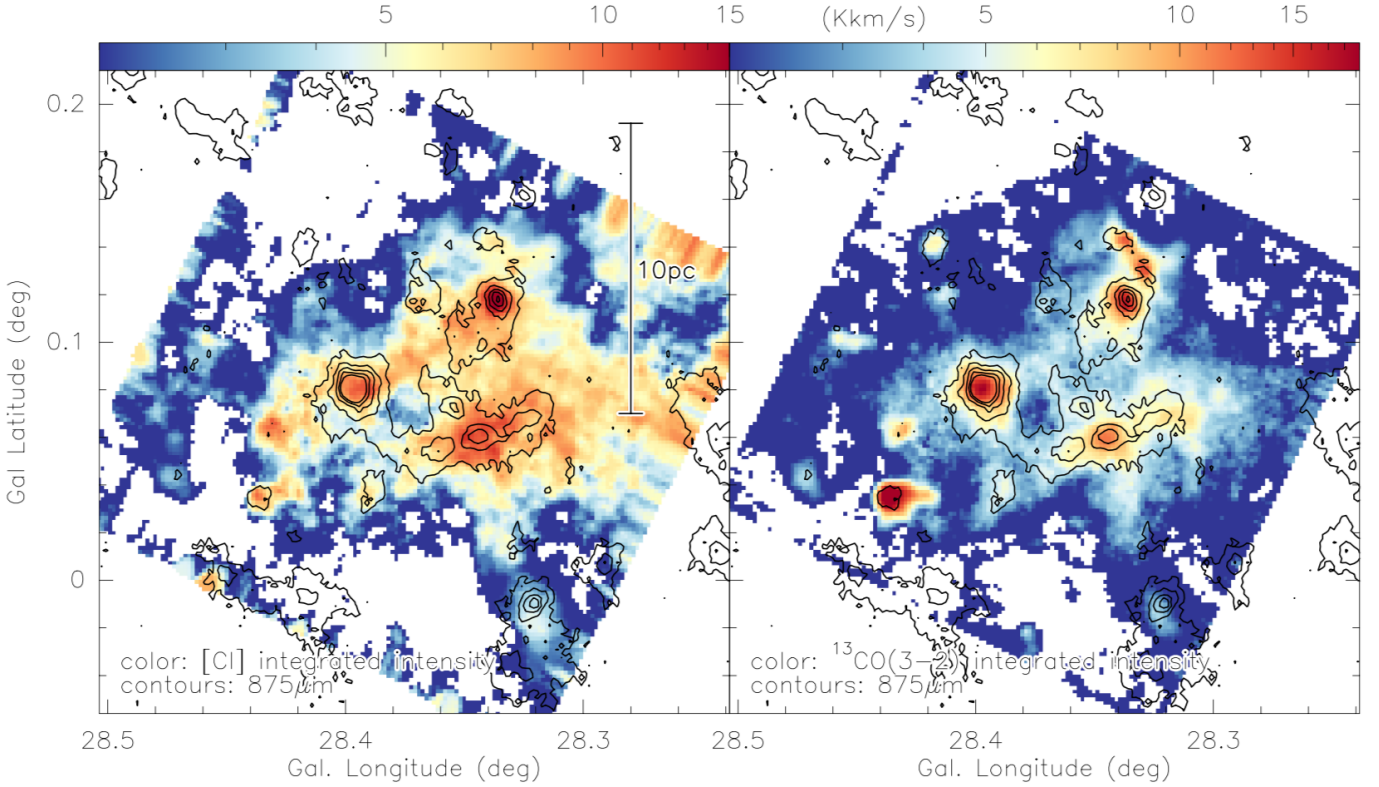 5 10 15 (Kkm/s) 5 10 15
0.2
10pc
0.1
Gal Latitude (deg)
0
color: [CI] integrated intensity color: ¹³CO(3−2) integrated intensity
contours: 875μm contours: 875μm
28.5 28.4 28.3 28.5 28.4 28.3
Gal. Longitude (deg) Gal. Longitude (deg)